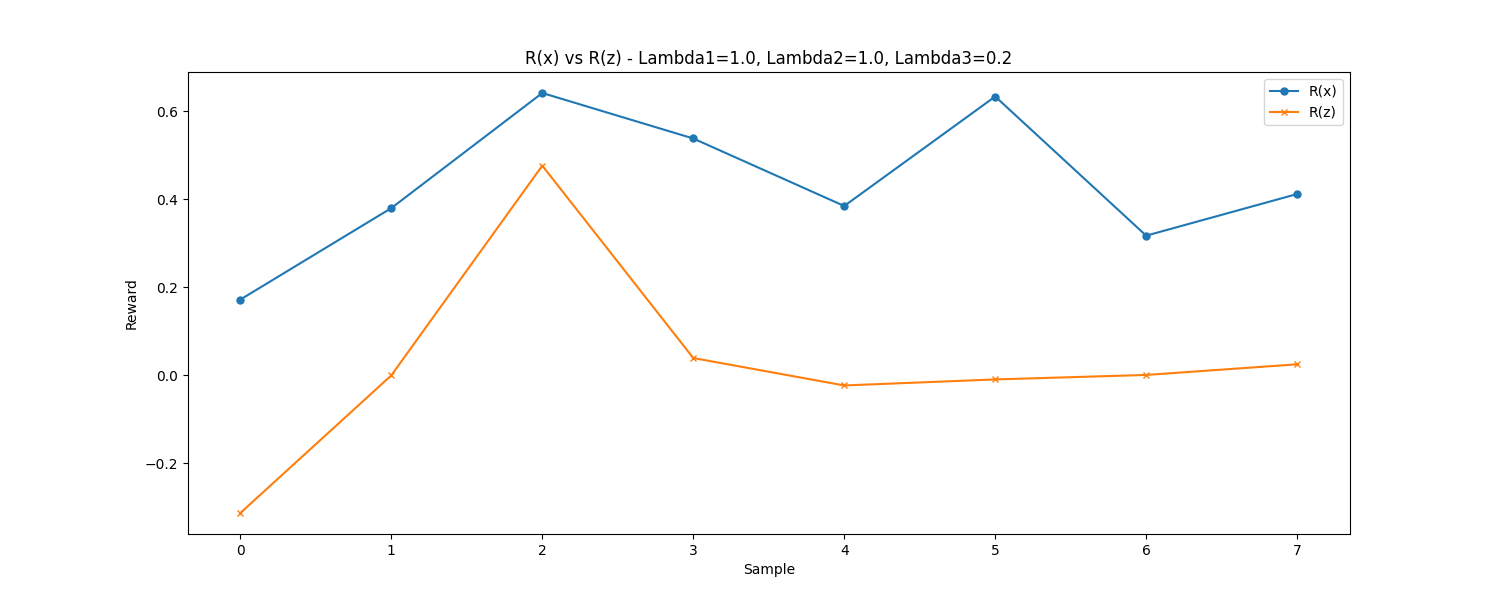 R(x) vs R(z) - Lambda1=1.0, Lambda2=1.0, Lambda3=0.2
R(x)
R(z)
0.6
0.4
0.2
0.0
−0.2
Reward
0 1 2 3 4 5 6 7
Sample